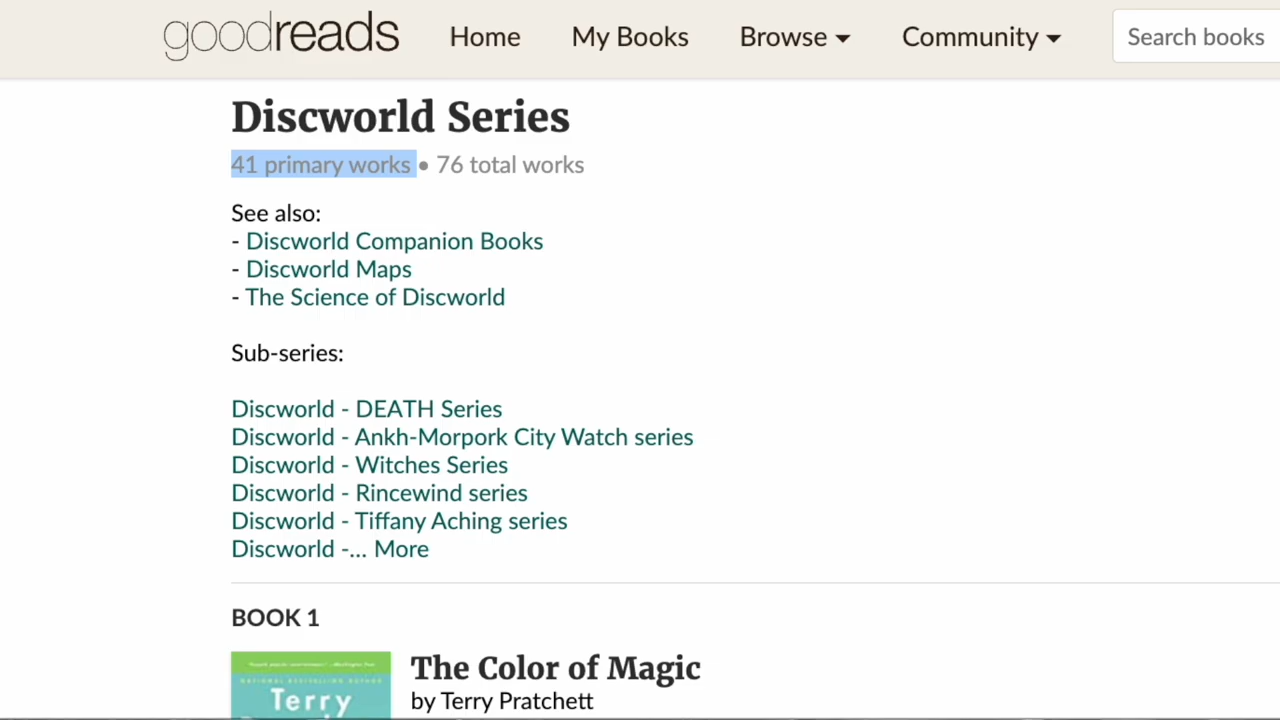 goodreads Home My Books Browse Community Search books
Discworld Series
41 primary works • 76 total works
See also:
- Discworld Companion Books
- Discworld Maps
- The Science of Discworld
Sub-series:
Discworld - DEATH Series
Discworld - Ankh-Morpork City Watch series
Discworld - Witches Series
Discworld - Rincewind series
Discworld - Tiffany Aching series
Discworld -... More
BOOK 1
The Color of Magic
by Terry Pratchett
NATIONAL BESTSELLING AUTHOR
Terry